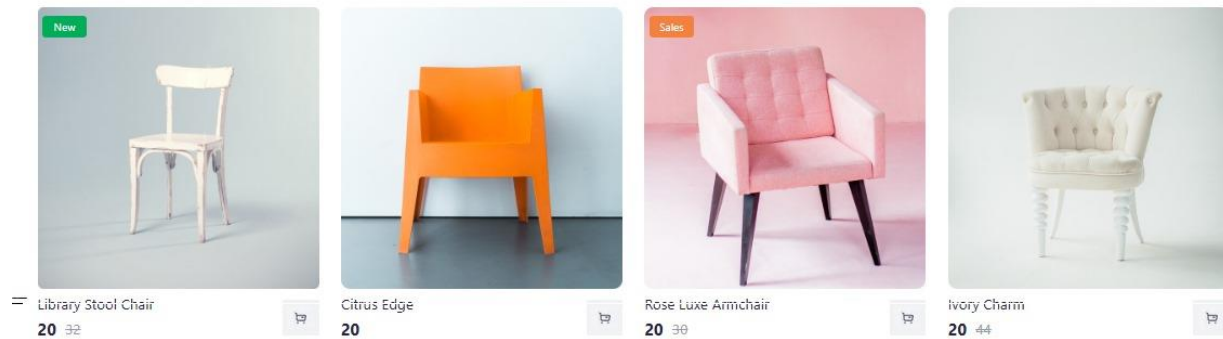 New
Sales
Library Stool Chair
20 32
Citrus Edge
20
Rose Luxe Armchair
20 30
Ivory Charm
20 44